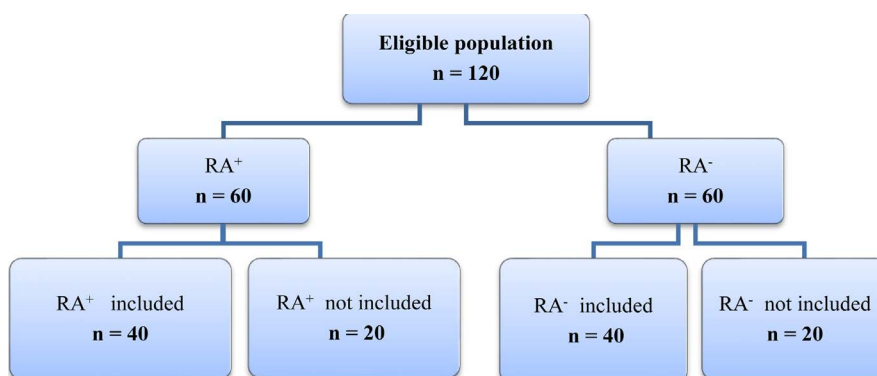 Eligible population
n = 120
RA⁺
n = 60
RA⁻
n = 60
RA⁺ included
n = 40
RA⁺ not included
n = 20
RA⁻ included
n = 40
RA⁻ not included
n = 20